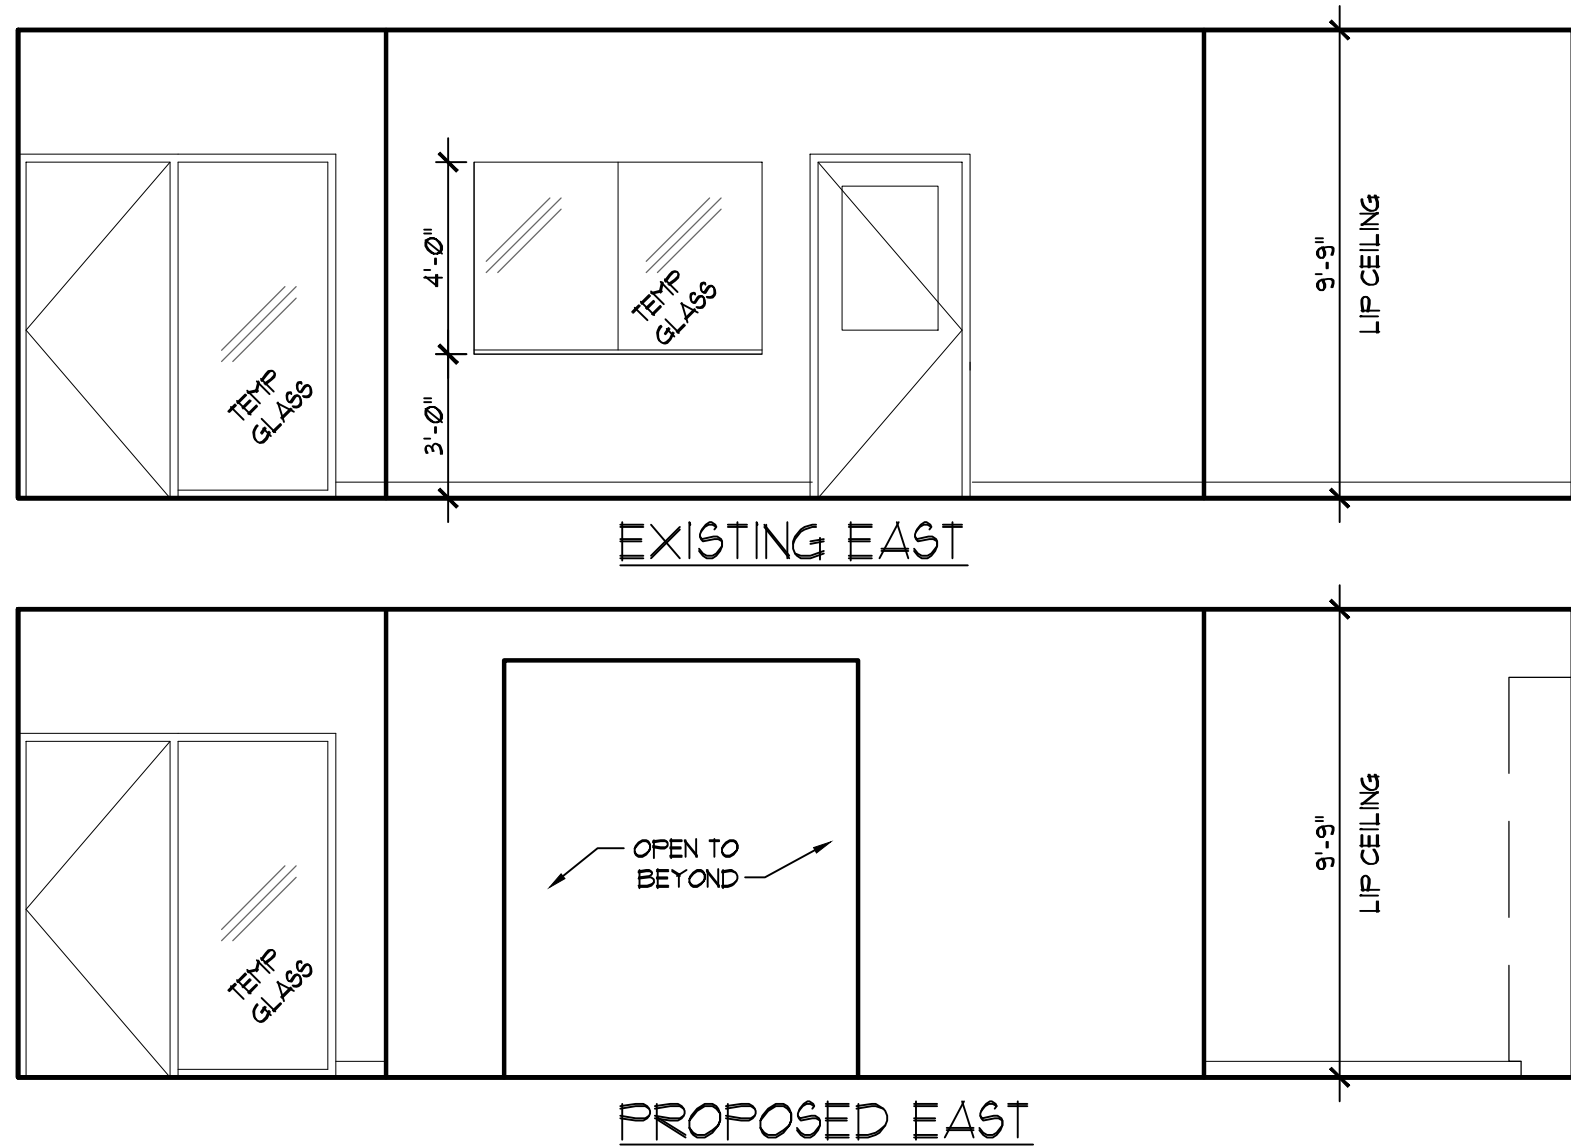 4'-0"
TEMP
GLASS
9'-9"
LIP CEILING
TEMP
GLASS
3'-0"
EXISTING EAST
OPEN TO
BEYOND
9'-9"
LIP CEILING
TEMP
GLASS
PROPOSED EAST